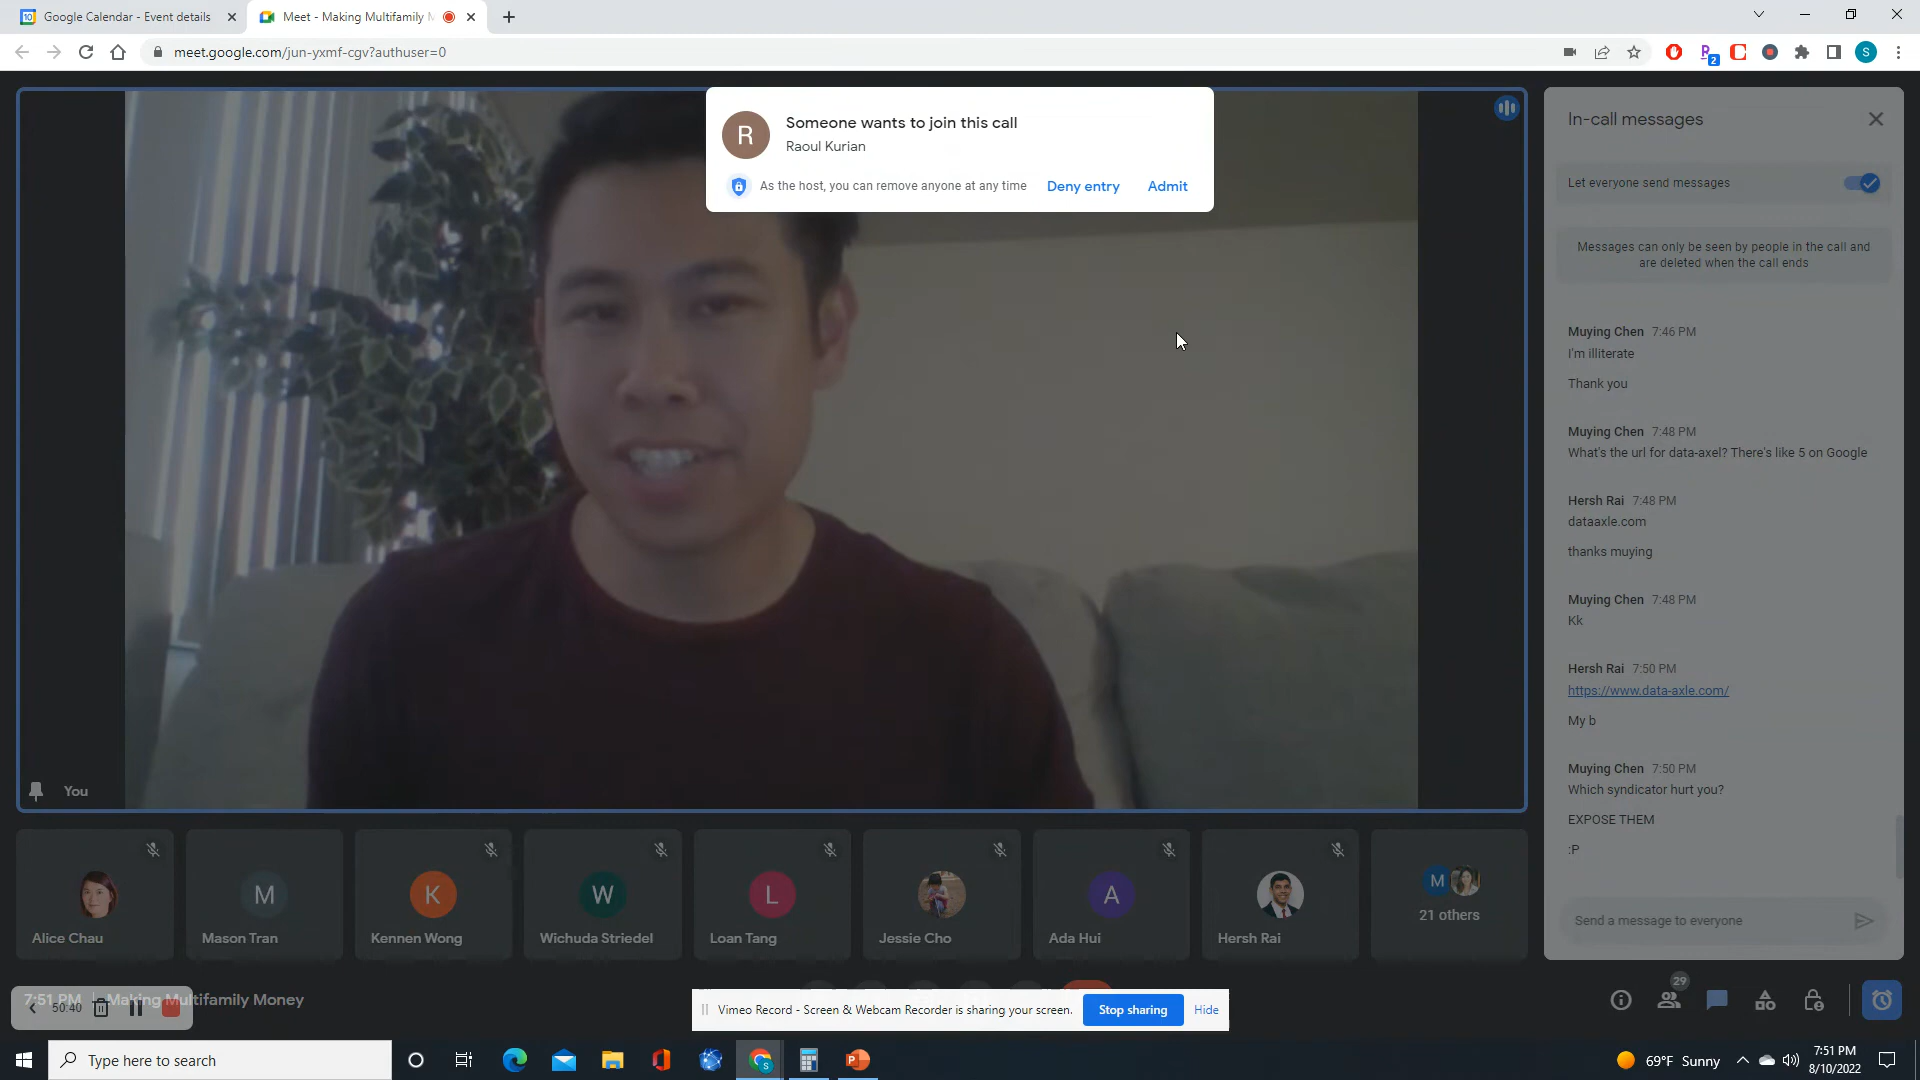 Google Calendar - Event details
Meet - Making Multifamily M
meet.google.com/jun-yxmf-cgv?authuser=0
2
S
R
Someone wants to join this call
Raoul Kurian
As the host, you can remove anyone at any time
Deny entry
Admit
In-call messages
Let everyone send messages
Messages can only be seen by people in the call and
are deleted when the call ends
Muying Chen 7:46 PM
I'm illiterate
Thank you
Muying Chen 7:48 PM
What's the url for data-axel? There's like 5 on Google
Hersh Rai 7:48 PM
dataaxle.com
thanks muying
Muying Chen 7:48 PM
Kk
Hersh Rai 7:50 PM
https://www.data-axle.com/
My b
Muying Chen 7:50 PM
Which syndicator hurt you?
EXPOSE THEM
:P
Send a message to everyone
You
Alice Chau
M
Mason Tran
K
Kennen Wong
W
Wichuda Striedel
L
Loan Tang
Jessie Cho
A
Ada Hui
Hersh Rai
M
21 others
7:51 PM | Making Multifamily Money
50:40
Vimeo Record - Screen & Webcam Recorder is sharing your screen.
Stop sharing
Hide
29
Type here to search
69°F Sunny
7:51 PM
8/10/2022